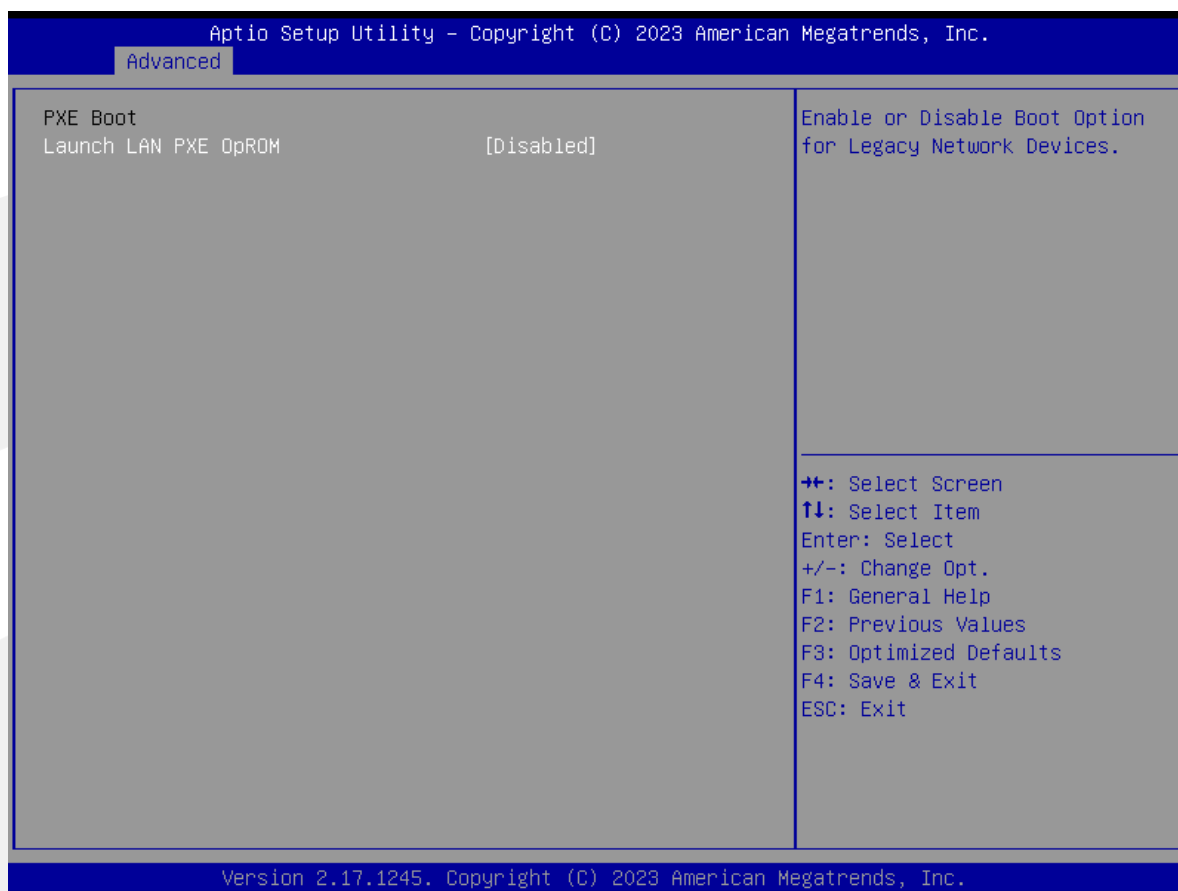 Aptio Setup Utility – Copyright (C) 2023 American Megatrends, Inc.
Advanced
PXE Boot
Launch LAN PXE OpROM [Disabled]
Enable or Disable Boot Option
for Legacy Network Devices.
→←: Select Screen
↑↓: Select Item
Enter: Select
+/-: Change Opt.
F1: General Help
F2: Previous Values
F3: Optimized Defaults
F4: Save & Exit
ESC: Exit
Version 2.17.1245. Copyright (C) 2023 American Megatrends, Inc.